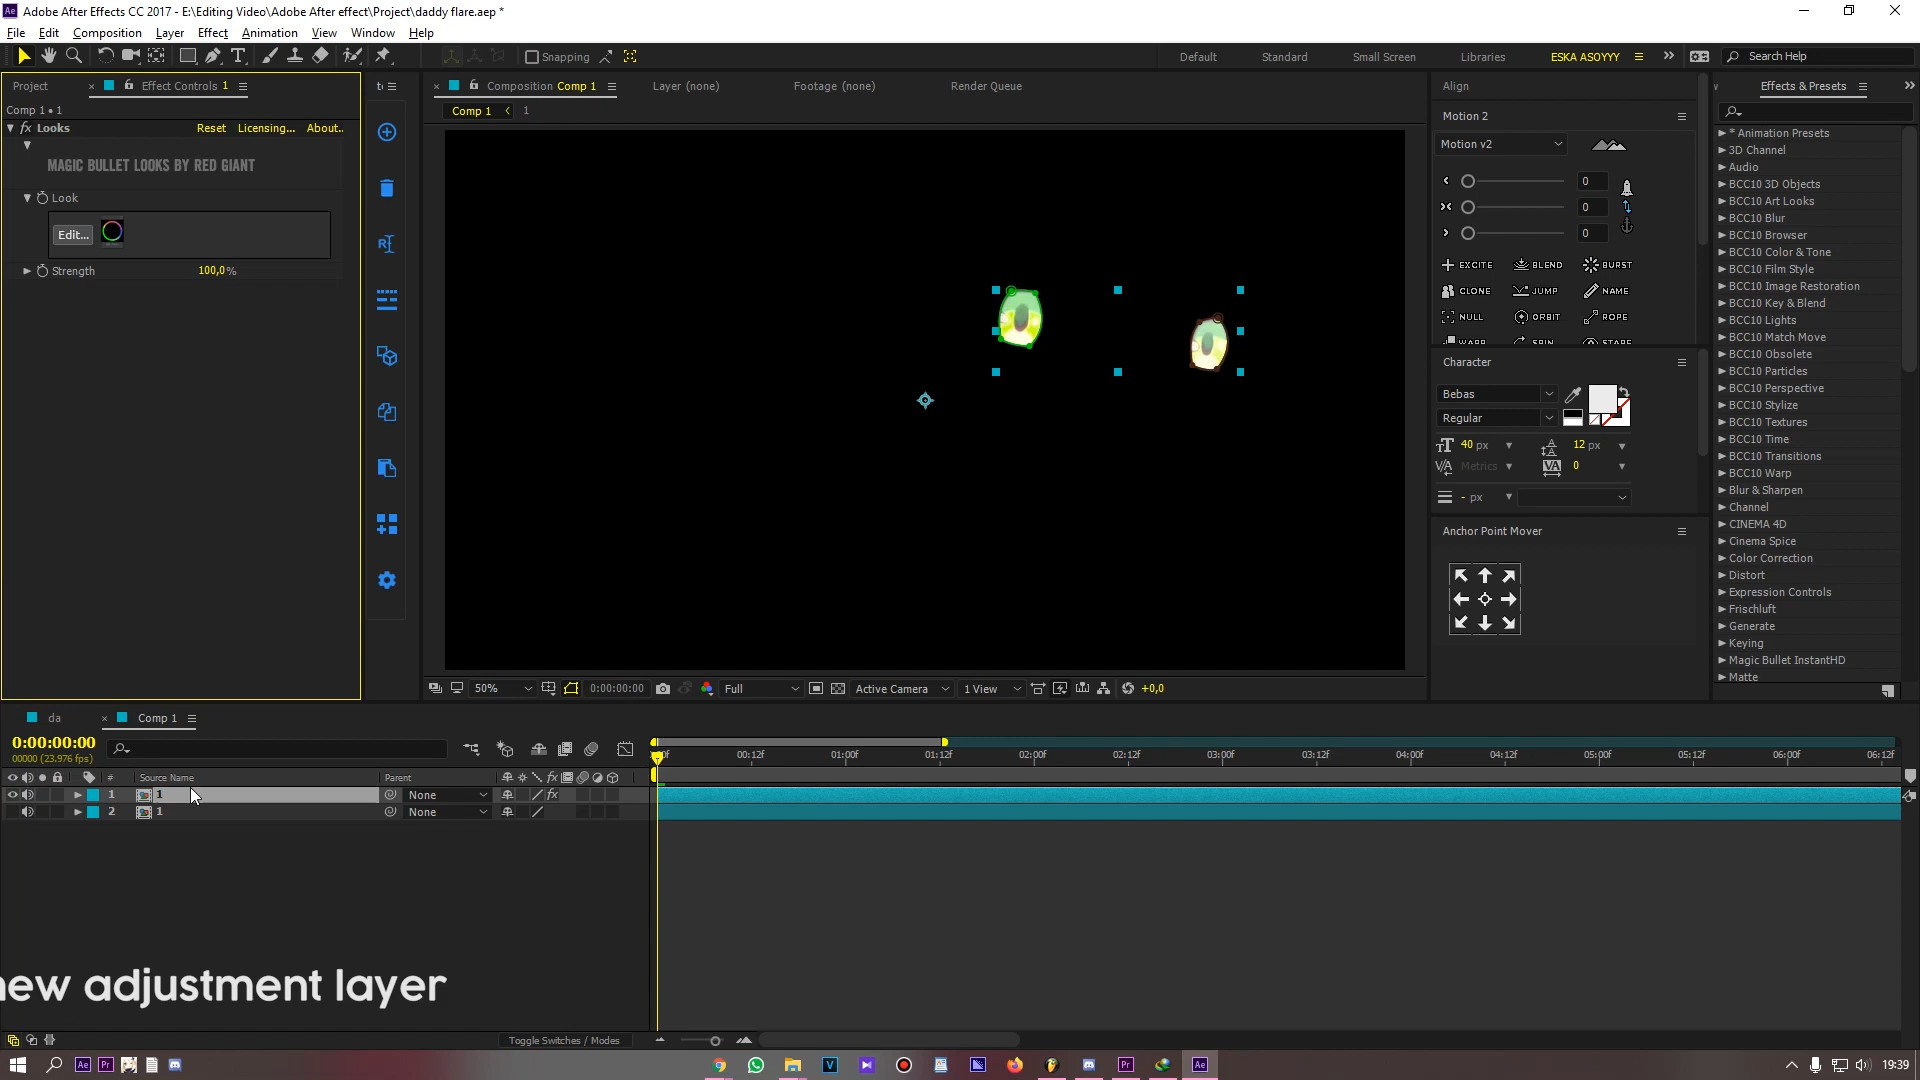 Adobe After Effects CC 2017 - E:\Editing Video\Adobe After effect\Project\daddy flare.aep *
File Edit Composition Layer Effect Animation View Window Help
Snapping
Default Standard Small Screen Libraries ESKA ASOYYY Search Help
Project Effect Controls 1
Comp 1 • 1
fx Looks Reset Licensing... About..
MAGIC BULLET LOOKS BY RED GIANT
Look
Edit...
Strength 100,0%
Composition Comp 1 Layer (none) Footage (none) Render Queue
Comp 1 1
50% 0:00:00:00 Full Active Camera 1 View +0,0
Align
Motion 2
Motion v2
0
0
0
EXCITE BLEND BURST
CLONE JUMP NAME
NULL ORBIT ROPE
WARP SPIN STARE
Character
Bebas
Regular
40 px 12 px
Metrics 0
- px
Anchor Point Mover
Effects & Presets
* Animation Presets
3D Channel
Audio
BCC10 3D Objects
BCC10 Art Looks
BCC10 Blur
BCC10 Browser
BCC10 Color & Tone
BCC10 Film Style
BCC10 Image Restoration
BCC10 Key & Blend
BCC10 Lights
BCC10 Match Move
BCC10 Obsolete
BCC10 Particles
BCC10 Perspective
BCC10 Stylize
BCC10 Textures
BCC10 Time
BCC10 Transitions
BCC10 Warp
Blur & Sharpen
Channel
CINEMA 4D
Cinema Spice
Color Correction
Distort
Expression Controls
Frischluft
Generate
Keying
Magic Bullet InstantHD
Matte
da Comp 1
0:00:00:00
00000 (23.976 fps)
00:12f 01:00f 01:12f 02:00f 02:12f 03:00f 03:12f 04:00f 04:12f 05:00f 05:12f 06:00f 06:12f
# Source Name Parent
1 1 None
2 1 None
new adjustment layer
Toggle Switches / Modes
19:39